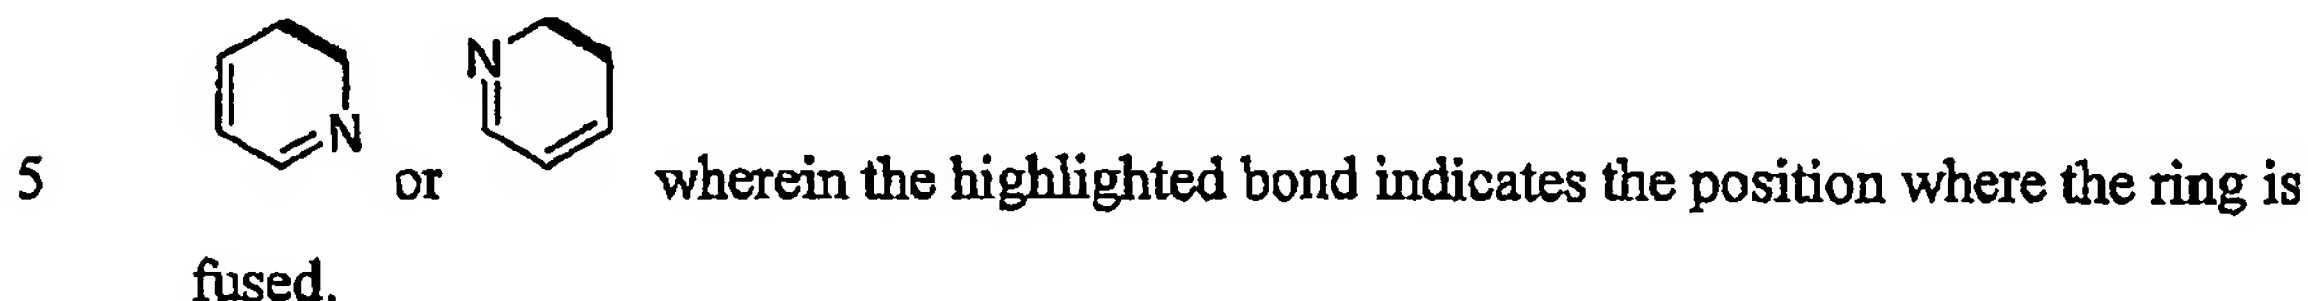 N
N
5 or wherein the highlighted bond indicates the position where the ring is
fused.